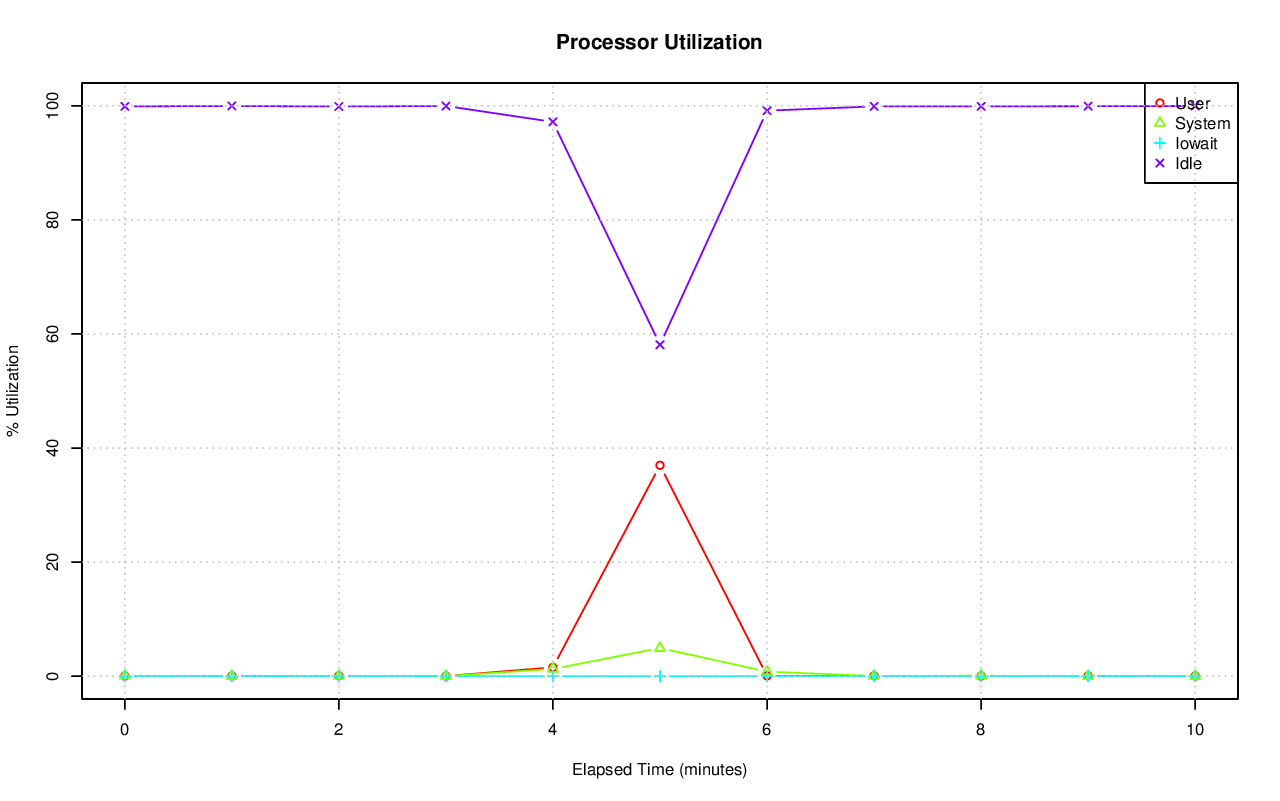 Processor Utilization
% Utilization
100
80
60
40
20
0
User
System
Iowait
Idle
0 2 4 6 8 10
Elapsed Time (minutes)